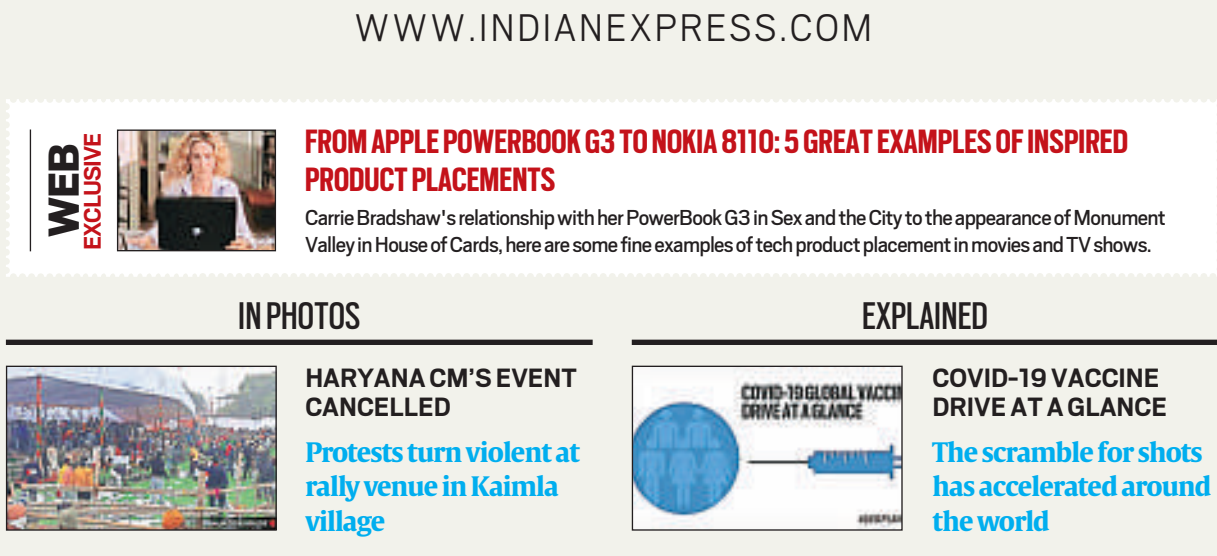 WWW.INDIANEXPRESS.COM
WEB
EXCLUSIVE
FROM APPLE POWERBOOK G3 TO NOKIA 8110: 5 GREAT EXAMPLES OF INSPIRED
PRODUCT PLACEMENTS
Carrie Bradshaw's relationship with her PowerBook G3 in Sex and the City to the appearance of Monument
Valley in House of Cards, here are some fine examples of tech product placement in movies and TV shows.
IN PHOTOS
HARYANA CM’S EVENT
CANCELLED
Protests turn violent at
rally venue in Kaimla
village
EXPLAINED
COVID-19 GLOBAL VACCIN
DRIVE AT A GLANCE
COVID-19 VACCINE
DRIVE AT A GLANCE
The scramble for shots
has accelerated around
the world